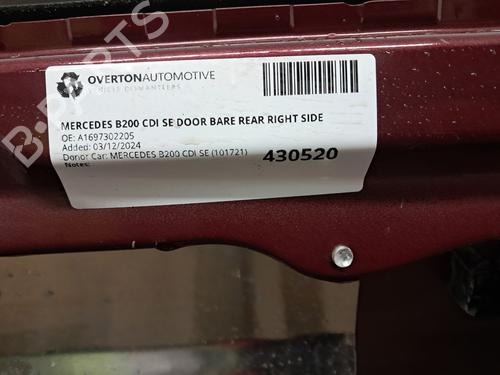 B-PARTS
OVERTONAUTOMOTIVE
VEHICLE DISMANTLERS
MERCEDES B200 CDI SE DOOR BARE REAR RIGHT SIDE
OE: A1697302205
Added: 03/12/2024
Donor Car: MERCEDES B200 CDI SE (101721)
Notes:
430520